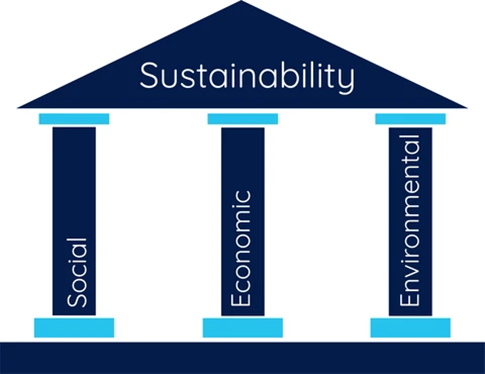 Sustainability
Social
Economic
Environmental